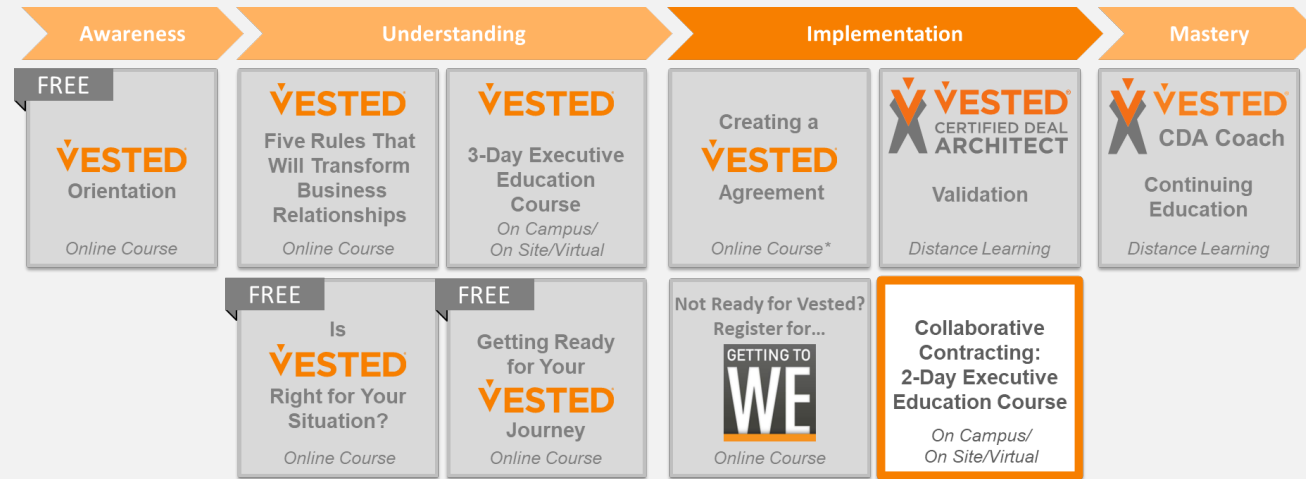 Awareness
Understanding
Implementation
Mastery
FREE
VESTED
Orientation
Online Course
VESTED
Five Rules That
Will Transform
Business
Relationships
Online Course
VESTED
3-Day Executive
Education
Course
On Campus/
On Site/Virtual
Creating a
VESTED
Agreement
Online Course*
VESTED®
CERTIFIED DEAL
ARCHITECT
Validation
Distance Learning
VESTED®
CDA Coach
Continuing
Education
Distance Learning
FREE
Is
VESTED
Right for Your
Situation?
Online Course
FREE
Getting Ready
for Your
VESTED
Journey
Online Course
Not Ready for Vested?
Register for...
GETTING TO
WE
Online Course
Collaborative
Contracting:
2-Day Executive
Education Course
On Campus/
On Site/Virtual